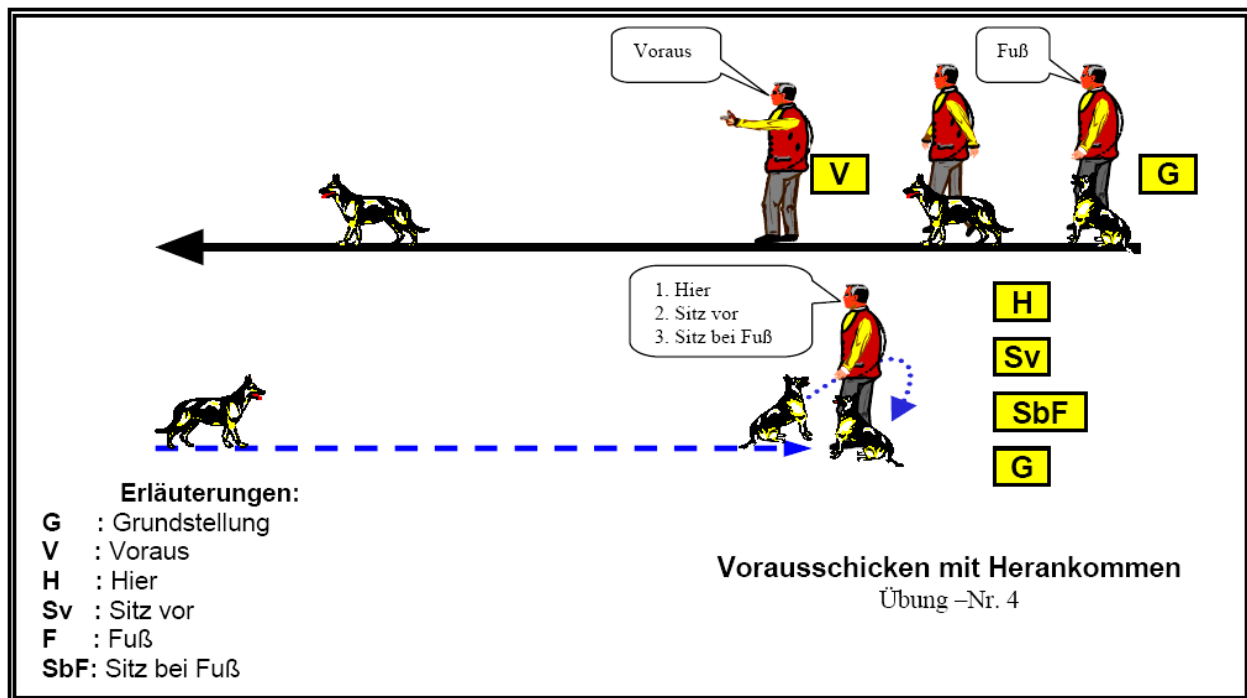 Voraus
Fuß
V
G
1. Hier
2. Sitz vor
3. Sitz bei Fuß
H
Sv
SbF
G
Erläuterungen:
G : Grundstellung
V : Voraus
H : Hier
Sv : Sitz vor
F : Fuß
SbF: Sitz bei Fuß
Vorausschicken mit Herankommen
Übung –Nr. 4